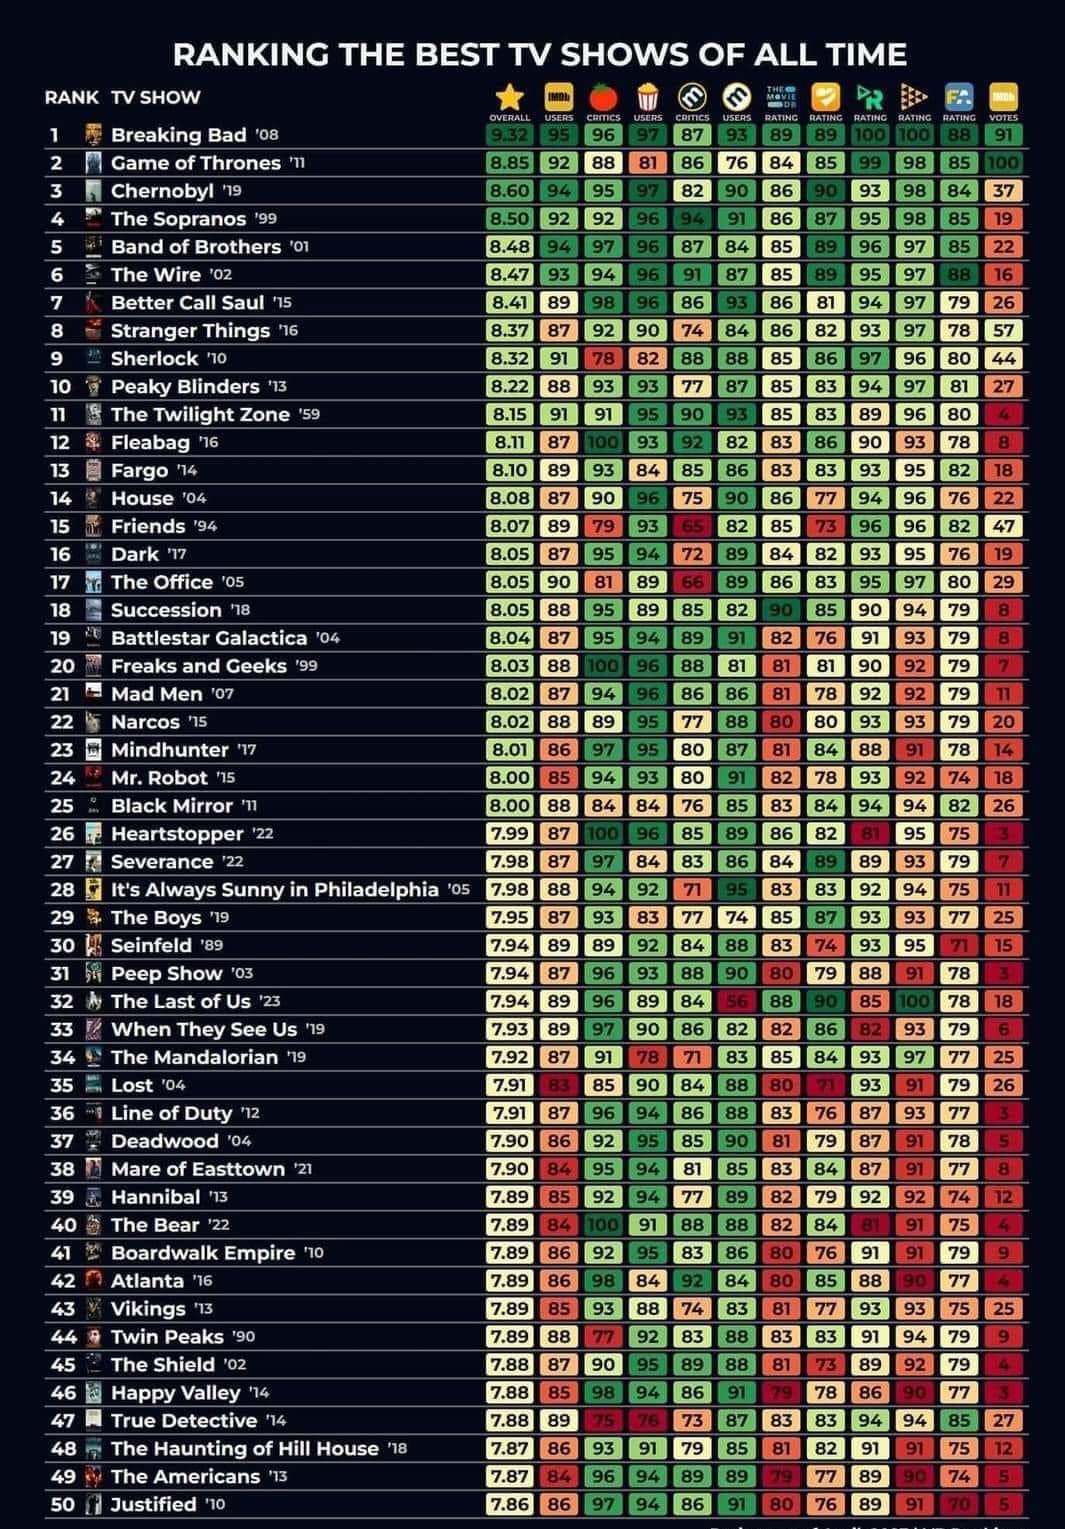 RANKING THE BEST TV SHOWS OF ALL TIME
IMDb THE MOVIE DB FA IMDb
RANK TV SHOW OVERALL USERS CRITICS USERS CRITICS USERS RATING RATING RATING RATING RATING VOTES
1 Breaking Bad '08 9.32 95 96 97 87 93 89 89 100 100 88 91
2 Game of Thrones '11 8.85 92 88 81 86 76 84 85 99 98 85 100
3 Chernobyl '19 8.60 94 95 97 82 90 86 90 93 98 84 37
4 The Sopranos '99 8.50 92 92 96 94 91 86 87 95 98 85 19
5 Band of Brothers '01 8.48 94 97 96 87 84 85 89 96 97 85 22
6 The Wire '02 8.47 93 94 96 91 87 85 89 95 97 88 16
7 Better Call Saul '15 8.41 89 98 96 86 93 86 81 94 97 79 26
8 Stranger Things '16 8.37 87 92 90 74 84 86 82 93 97 78 57
9 Sherlock '10 8.32 91 78 82 88 88 85 86 97 96 80 44
10 Peaky Blinders '13 8.22 88 93 93 77 87 85 83 94 97 81 27
11 The Twilight Zone '59 8.15 91 91 95 90 93 85 83 89 96 80 4
12 Fleabag '16 8.11 87 100 93 92 82 83 86 90 93 78 8
13 Fargo '14 8.10 89 93 84 85 86 83 83 93 95 82 18
14 House '04 8.08 87 90 96 75 90 86 77 94 96 76 22
15 Friends '94 8.07 89 79 93 65 82 85 73 96 96 82 47
16 Dark '17 8.05 87 95 94 72 89 84 82 93 95 76 19
17 The Office '05 8.05 90 81 89 66 89 86 83 95 97 80 29
18 Succession '18 8.05 88 95 89 85 82 90 85 90 94 79 8
19 Battlestar Galactica '04 8.04 87 95 94 89 91 82 76 91 93 79 8
20 Freaks and Geeks '99 8.03 88 100 96 88 81 81 81 90 92 79 7
21 Mad Men '07 8.02 87 94 96 86 86 81 78 92 92 79 11
22 Narcos '15 8.02 88 89 95 77 88 80 80 93 93 79 20
23 Mindhunter '17 8.01 86 97 95 80 87 81 84 88 91 78 14
24 Mr. Robot '15 8.00 85 94 93 80 91 82 78 93 92 74 18
25 Black Mirror '11 8.00 88 84 84 76 85 83 84 94 94 82 26
26 Heartstopper '22 7.99 87 100 96 85 89 86 82 81 95 75 3
27 Severance '22 7.98 87 97 84 83 86 84 89 89 93 79 7
28 It's Always Sunny in Philadelphia '05 7.98 88 94 92 71 95 83 83 92 94 75 11
29 The Boys '19 7.95 87 93 83 77 74 85 87 93 93 77 25
30 Seinfeld '89 7.94 89 89 92 84 88 83 74 93 95 71 15
31 Peep Show '03 7.94 87 96 93 88 90 80 79 88 91 78 3
32 The Last of Us '23 7.94 89 96 89 84 56 88 90 85 100 78 18
33 When They See Us '19 7.93 89 97 90 86 82 82 86 82 93 79 6
34 The Mandalorian '19 7.92 87 91 78 71 83 85 84 93 97 77 25
35 Lost '04 7.91 83 85 90 84 88 80 71 93 91 79 26
36 Line of Duty '12 7.91 87 96 94 86 88 83 76 87 93 77 3
37 Deadwood '04 7.90 86 92 95 85 90 81 79 87 91 78 5
38 Mare of Easttown '21 7.90 84 95 94 81 85 83 84 87 91 77 8
39 Hannibal '13 7.89 85 92 94 77 89 82 79 92 92 74 12
40 The Bear '22 7.89 84 100 91 88 88 82 84 81 91 75 4
41 Boardwalk Empire '10 7.89 86 92 95 83 86 80 76 91 91 79 9
42 Atlanta '16 7.89 86 98 84 92 84 80 85 88 90 77 4
43 Vikings '13 7.89 85 93 88 74 83 81 77 93 93 75 25
44 Twin Peaks '90 7.89 88 77 92 83 88 83 83 91 94 79 9
45 The Shield '02 7.88 87 90 95 89 88 81 73 89 92 79 4
46 Happy Valley '14 7.88 85 98 94 86 91 79 78 86 90 77 3
47 True Detective '14 7.88 89 75 76 73 87 83 83 94 94 85 27
48 The Haunting of Hill House '18 7.87 86 93 91 79 85 81 82 91 91 75 12
49 The Americans '13 7.87 84 96 94 89 89 79 77 89 90 74 5
50 Justified '10 7.86 86 97 94 86 91 80 76 89 91 70 5